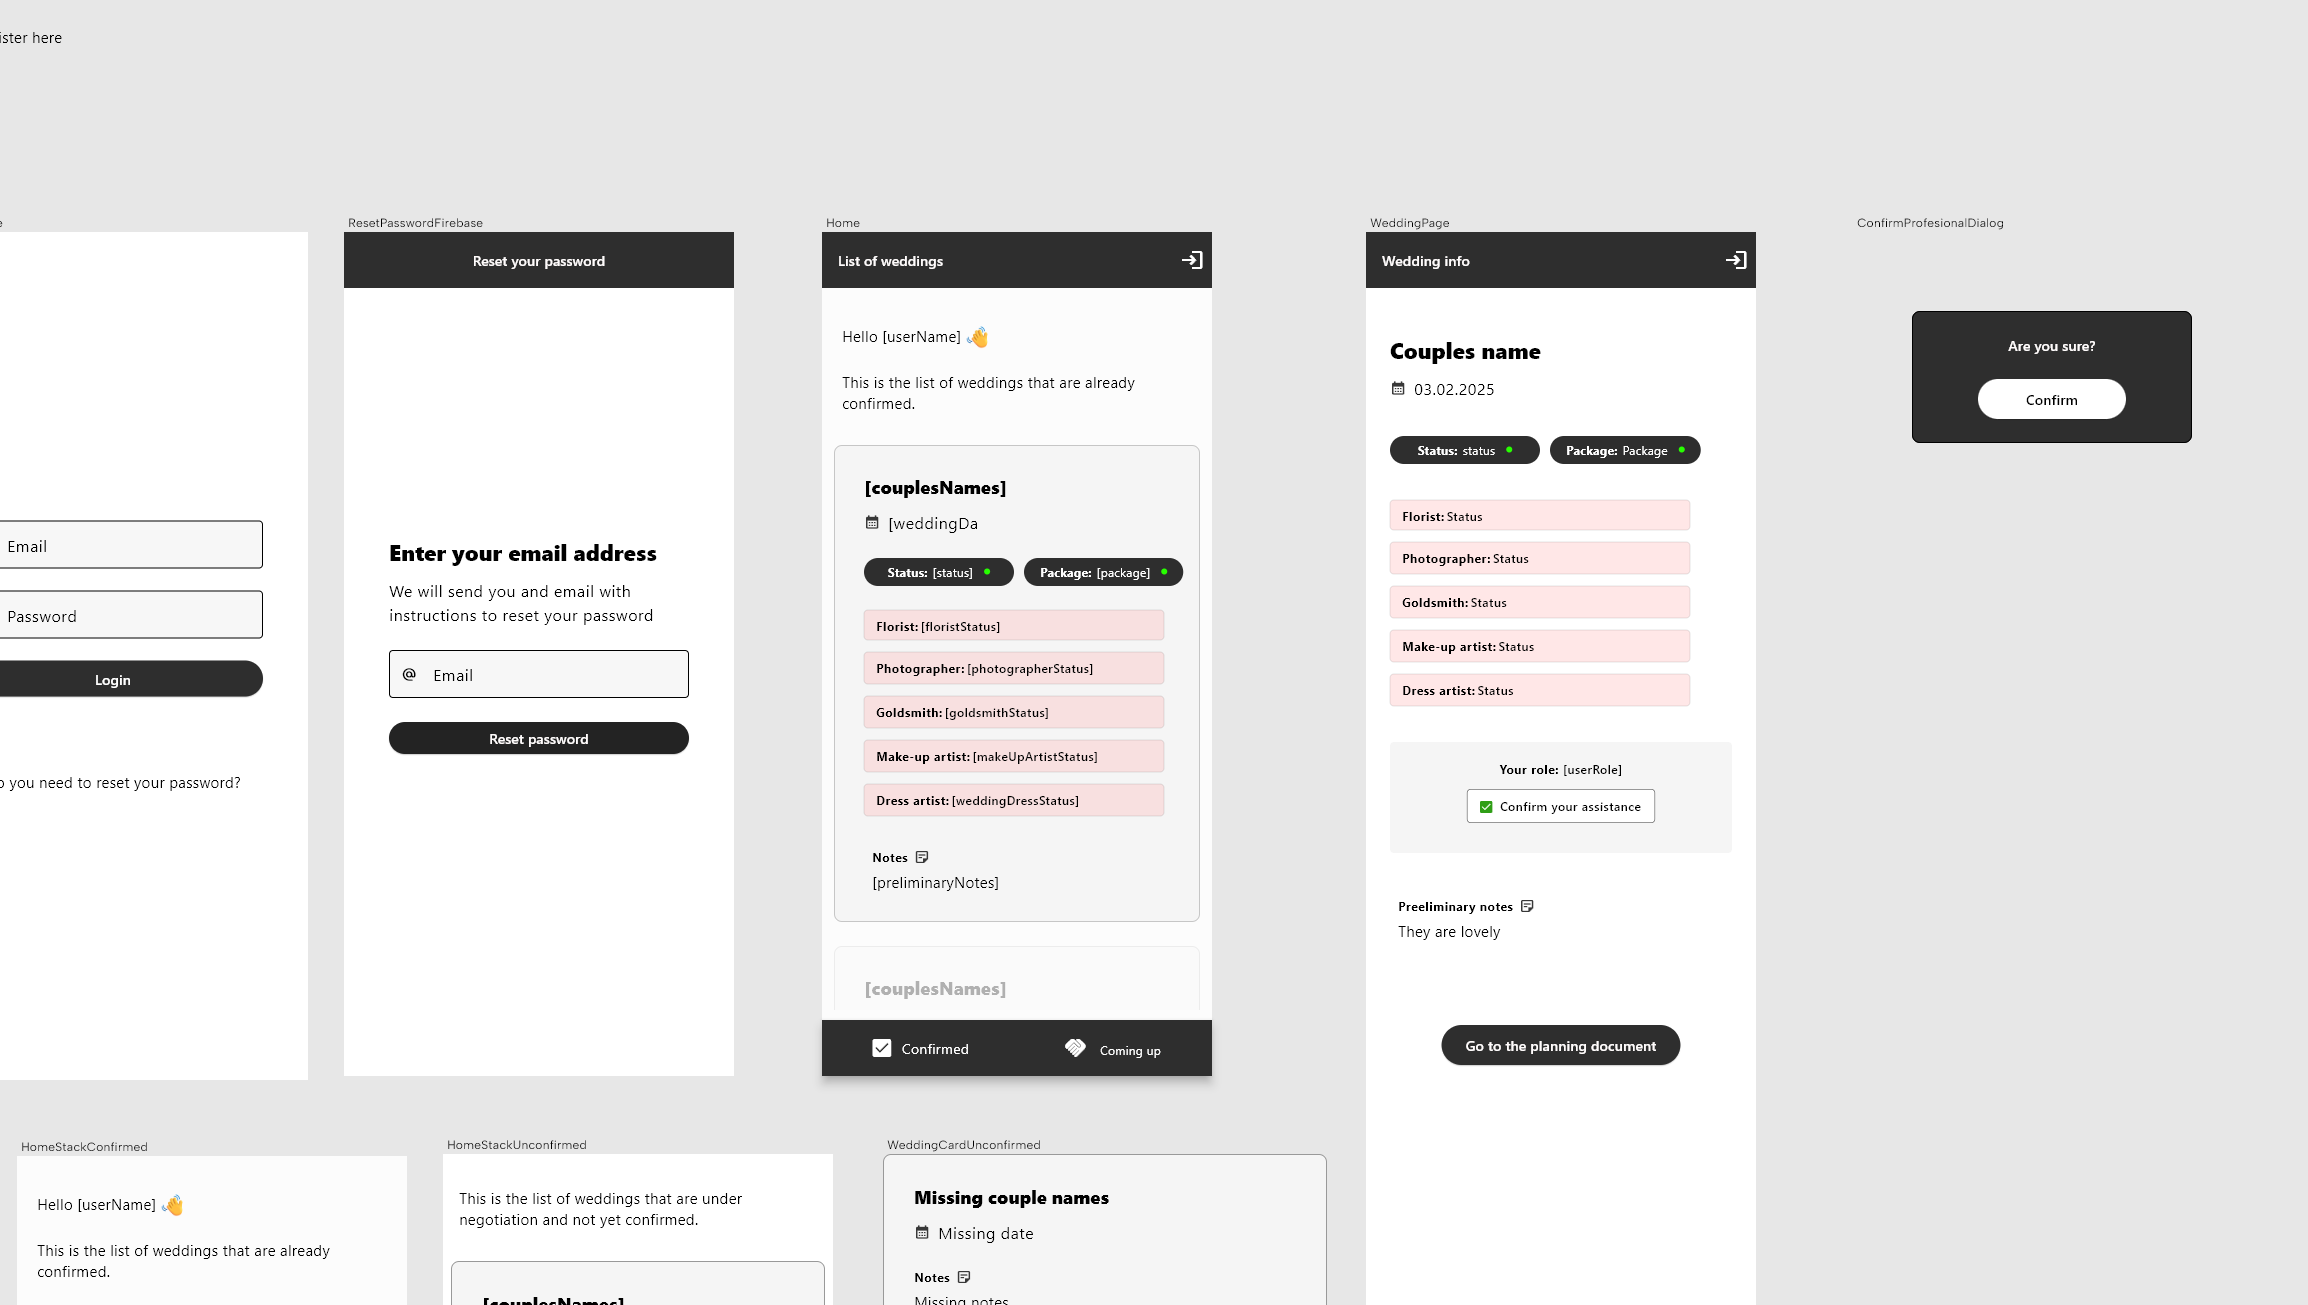 ister here
ResetPasswordFirebase
Home
WeddingPage
ConfirmProfesionalDialog
Email
Password
Login
you need to reset your password?
Reset your password
Enter your email address
We will send you and email with
instructions to reset your password
@ Email
Reset password
List of weddings
Hello [userName] 👋
This is the list of weddings that are already
confirmed.
[couplesNames]
[weddingDa
Status: [status]
Package: [package]
Florist: [floristStatus]
Photographer: [photographerStatus]
Goldsmith: [goldsmithStatus]
Make-up artist: [makeUpArtistStatus]
Dress artist: [weddingDressStatus]
Notes
[preliminaryNotes]
[couplesNames]
Confirmed
Coming up
Wedding info
Couples name
03.02.2025
Status: status
Package: Package
Florist: Status
Photographer: Status
Goldsmith: Status
Make-up artist: Status
Dress artist: Status
Your role: [userRole]
✅ Confirm your assistance
Preeliminary notes
They are lovely
Go to the planning document
Are you sure?
Confirm
HomeStackConfirmed
Hello [userName] 👋
This is the list of weddings that are already
confirmed.
HomeStackUnconfirmed
This is the list of weddings that are under
negotiation and not yet confirmed.
[couplesNames]
WeddingCardUnconfirmed
Missing couple names
Missing date
Notes
Missing notes